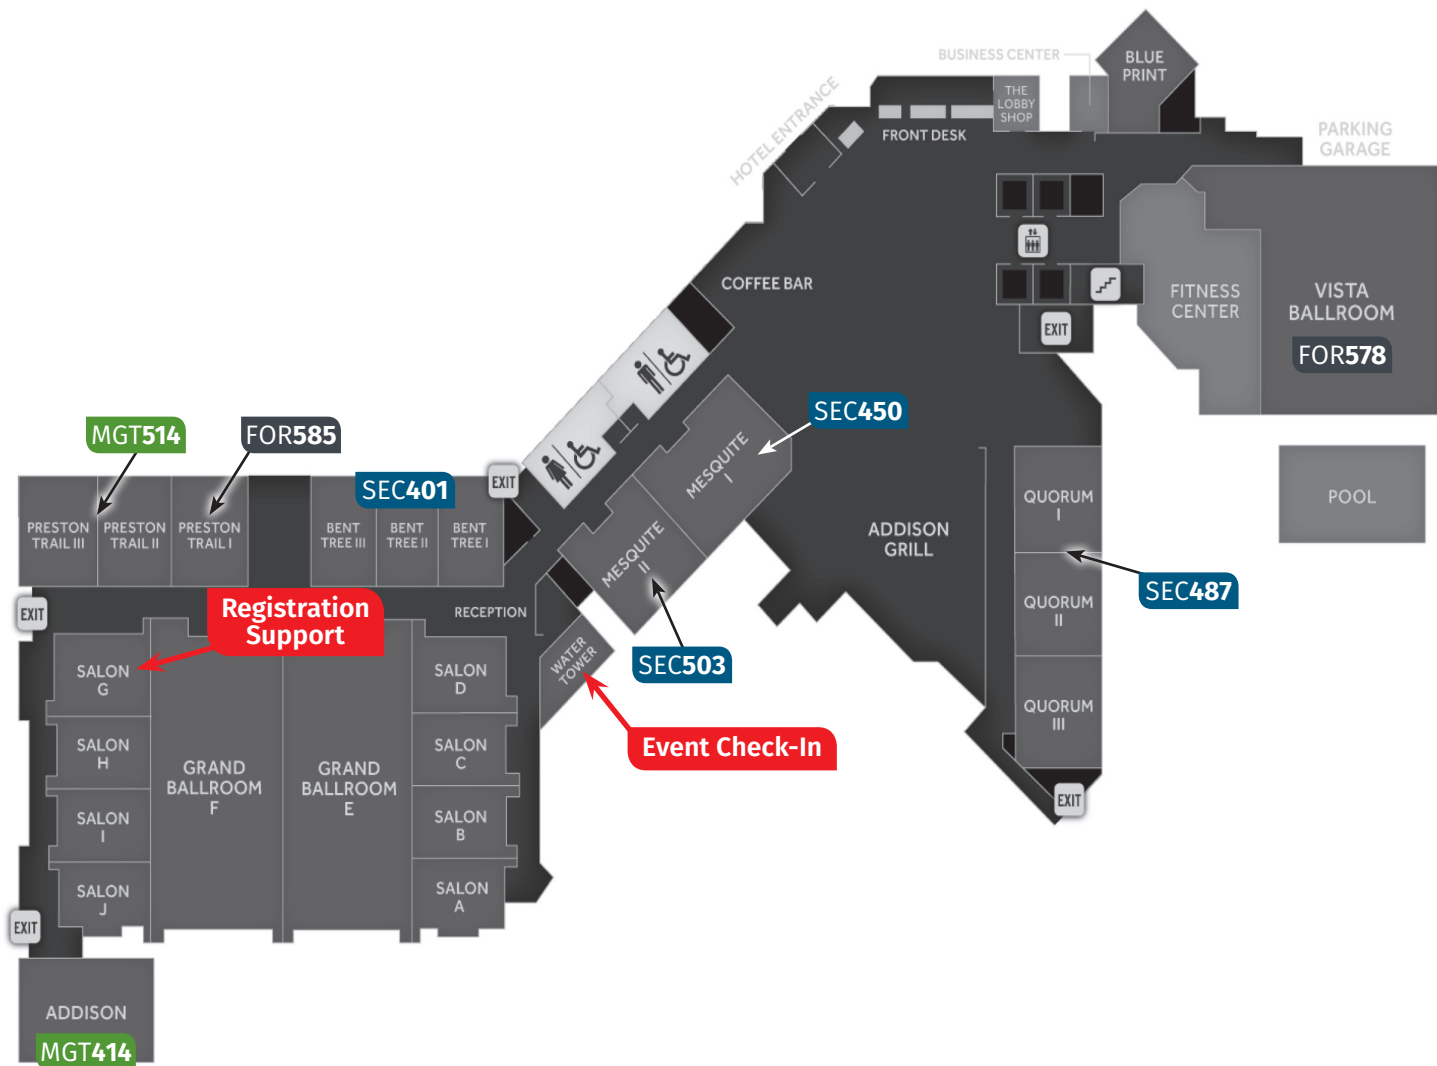 BUSINESS CENTER
BLUE
PRINT
THE
LOBBY
SHOP
HOTEL ENTRANCE
FRONT DESK
PARKING
GARAGE
COFFEE BAR
FITNESS
CENTER
VISTA
BALLROOM
FOR578
EXIT
MGT514
FOR585
SEC401
SEC450
EXIT
MESQUITE
I
PRESTON
TRAIL III
PRESTON
TRAIL II
PRESTON
TRAIL I
BENT
TREE III
BENT
TREE II
BENT
TREE I
ADDISON
GRILL
QUORUM
I
POOL
MESQUITE
II
SEC487
EXIT
Registration
Support
RECEPTION
QUORUM
II
WATER
TOWER
SEC503
SALON
G
SALON
D
QUORUM
III
Event Check-In
SALON
H
SALON
C
GRAND
BALLROOM
F
GRAND
BALLROOM
E
EXIT
SALON
I
SALON
B
SALON
J
SALON
A
EXIT
ADDISON
MGT414